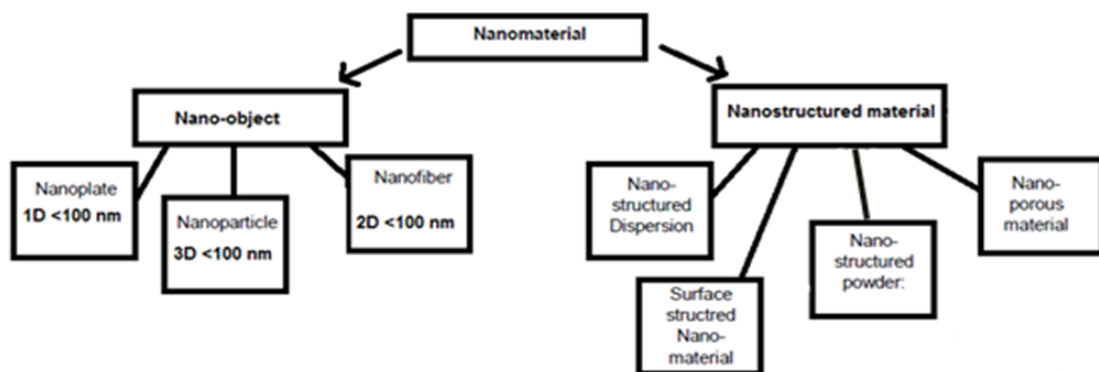 Nanomaterial
Nano-object
Nanostructured material
Nanoplate
1D <100 nm
Nanoparticle
3D <100 nm
Nanofiber
2D <100 nm
Nano-
structured
Dispersion
Surface
structred
Nano-
material
Nano-
structured
powder:
Nano-
porous
material